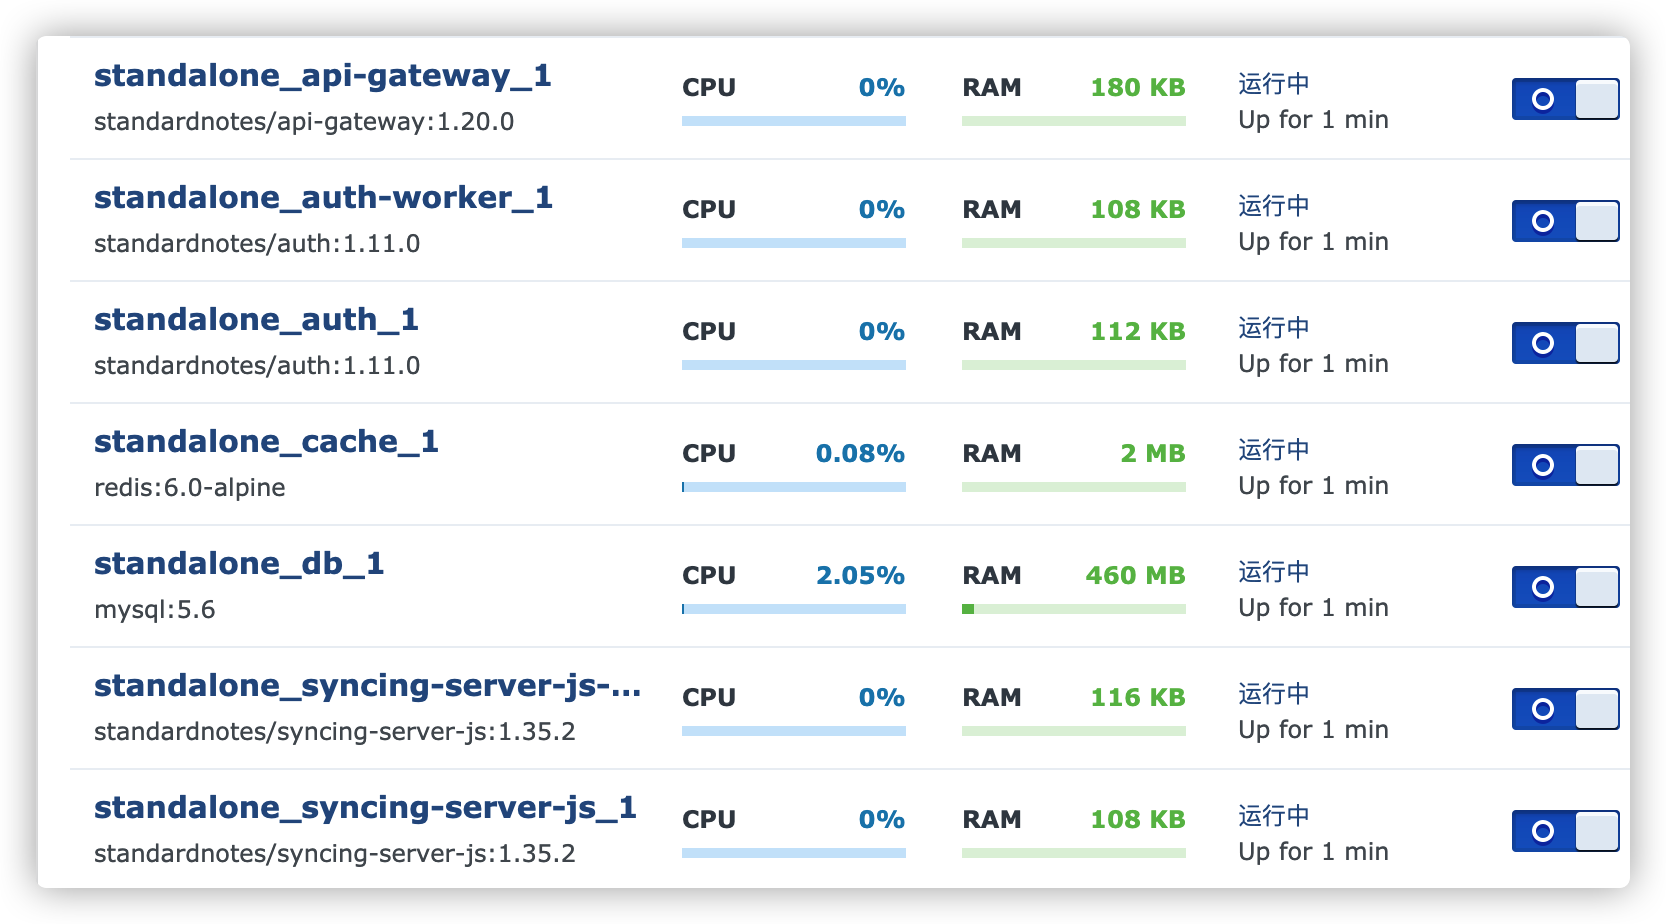 standalone_api-gateway_1
standardnotes/api-gateway:1.20.0
CPU 0%
RAM 180 KB
运行中
Up for 1 min
standalone_auth-worker_1
standardnotes/auth:1.11.0
CPU 0%
RAM 108 KB
运行中
Up for 1 min
standalone_auth_1
standardnotes/auth:1.11.0
CPU 0%
RAM 112 KB
运行中
Up for 1 min
standalone_cache_1
redis:6.0-alpine
CPU 0.08%
RAM 2 MB
运行中
Up for 1 min
standalone_db_1
mysql:5.6
CPU 2.05%
RAM 460 MB
运行中
Up for 1 min
standalone_syncing-server-js-...
standardnotes/syncing-server-js:1.35.2
CPU 0%
RAM 116 KB
运行中
Up for 1 min
standalone_syncing-server-js_1
standardnotes/syncing-server-js:1.35.2
CPU 0%
RAM 108 KB
运行中
Up for 1 min